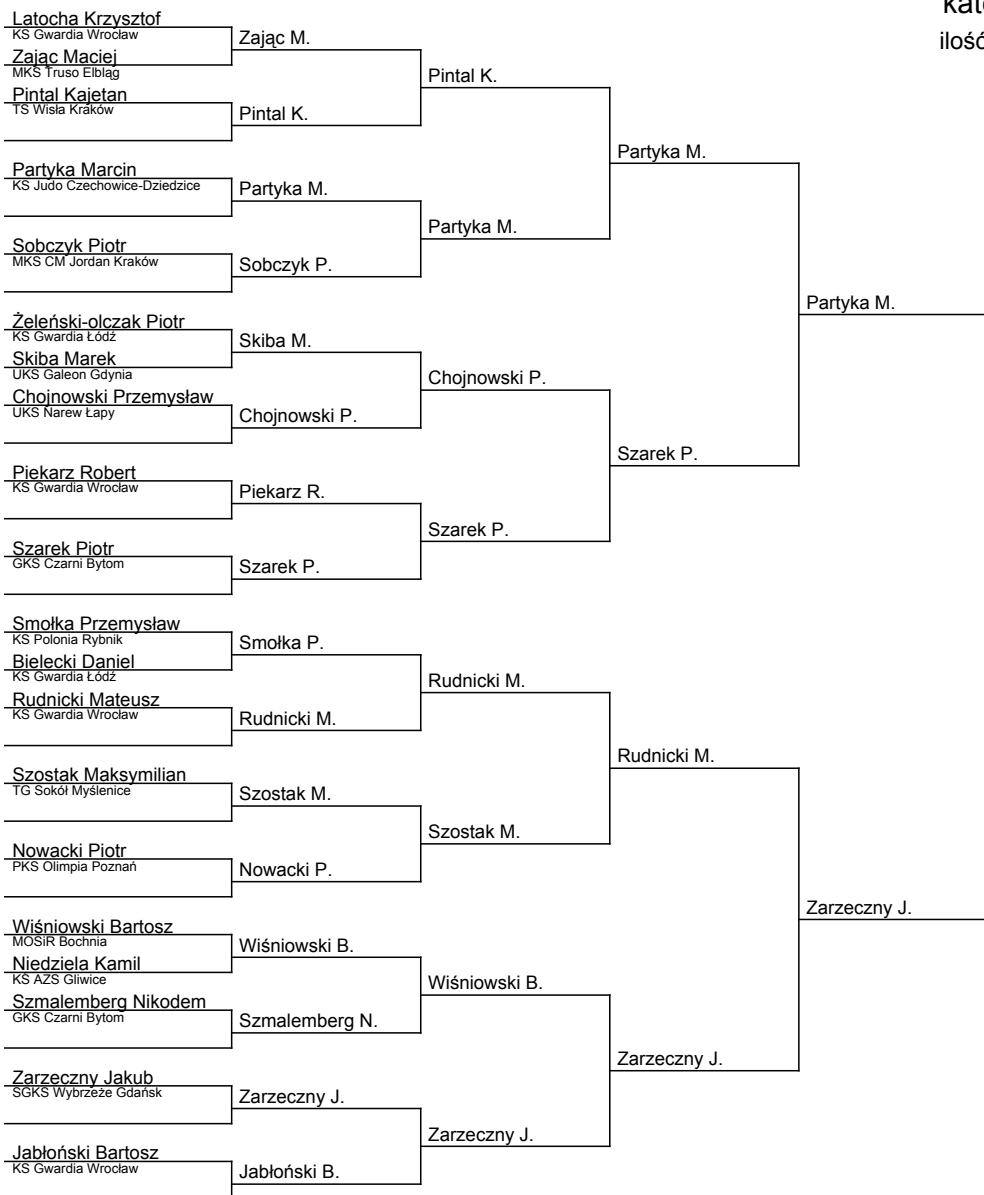 kate
ilość
Latocha Krzysztof
KS Gwardia Wrocław
Zając Maciej
MKS Truso Elbląg
Pintal Kajetan
TS Wisła Kraków
Partyka Marcin
KS Judo Czechowice-Dziedzice
Sobczyk Piotr
MKS CM Jordan Kraków
Żeleński-olczak Piotr
KS Gwardia Łódź
Skiba Marek
UKS Galeon Gdynia
Chojnowski Przemysław
UKS Narew Łapy
Piekarz Robert
KS Gwardia Wrocław
Szarek Piotr
GKS Czarni Bytom
Smołka Przemysław
KS Polonia Rybnik
Bielecki Daniel
KS Gwardia Łódź
Rudnicki Mateusz
KS Gwardia Wrocław
Szostak Maksymilian
TG Sokół Myślenice
Nowacki Piotr
PKS Olimpia Poznań
Wiśniowski Bartosz
MOSiR Bochnia
Niedziela Kamil
KS AZS Gliwice
Szmalemberg Nikodem
GKS Czarni Bytom
Zarzeczny Jakub
SGKS Wybrzeże Gdańsk
Jabłoński Bartosz
KS Gwardia Wrocław
Zając M.
Pintal K.
Partyka M.
Sobczyk P.
Skiba M.
Chojnowski P.
Piekarz R.
Szarek P.
Smołka P.
Rudnicki M.
Szostak M.
Nowacki P.
Wiśniowski B.
Szmalemberg N.
Zarzeczny J.
Jabłoński B.
Pintal K.
Partyka M.
Chojnowski P.
Szarek P.
Rudnicki M.
Szostak M.
Wiśniowski B.
Zarzeczny J.
Partyka M.
Szarek P.
Rudnicki M.
Zarzeczny J.
Partyka M.
Zarzeczny J.